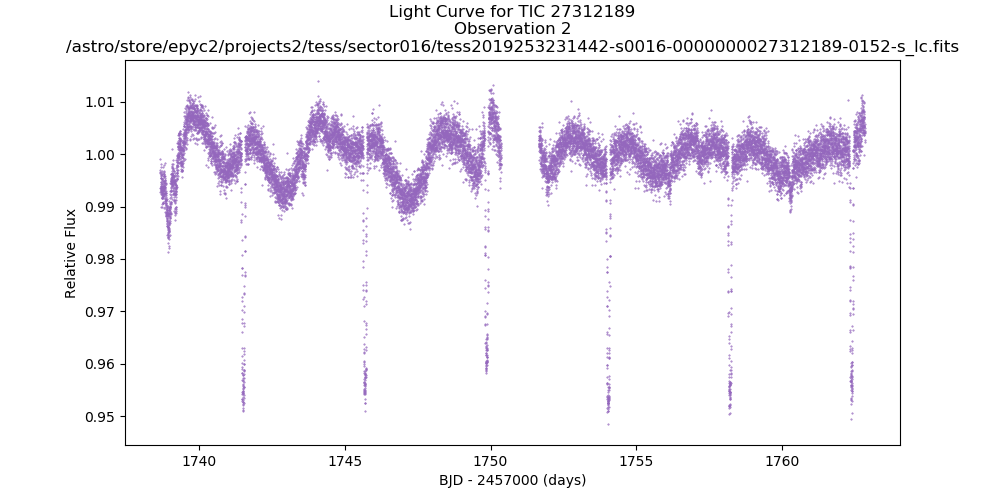 Light Curve for TIC 27312189
Observation 2
/astro/store/epyc2/projects2/tess/sector016/tess2019253231442-s0016-0000000027312189-0152-s_lc.fits
1.01
1.00
0.99
0.98
0.97
0.96
0.95
Relative Flux
1740
1745
1750
1755
1760
BJD - 2457000 (days)